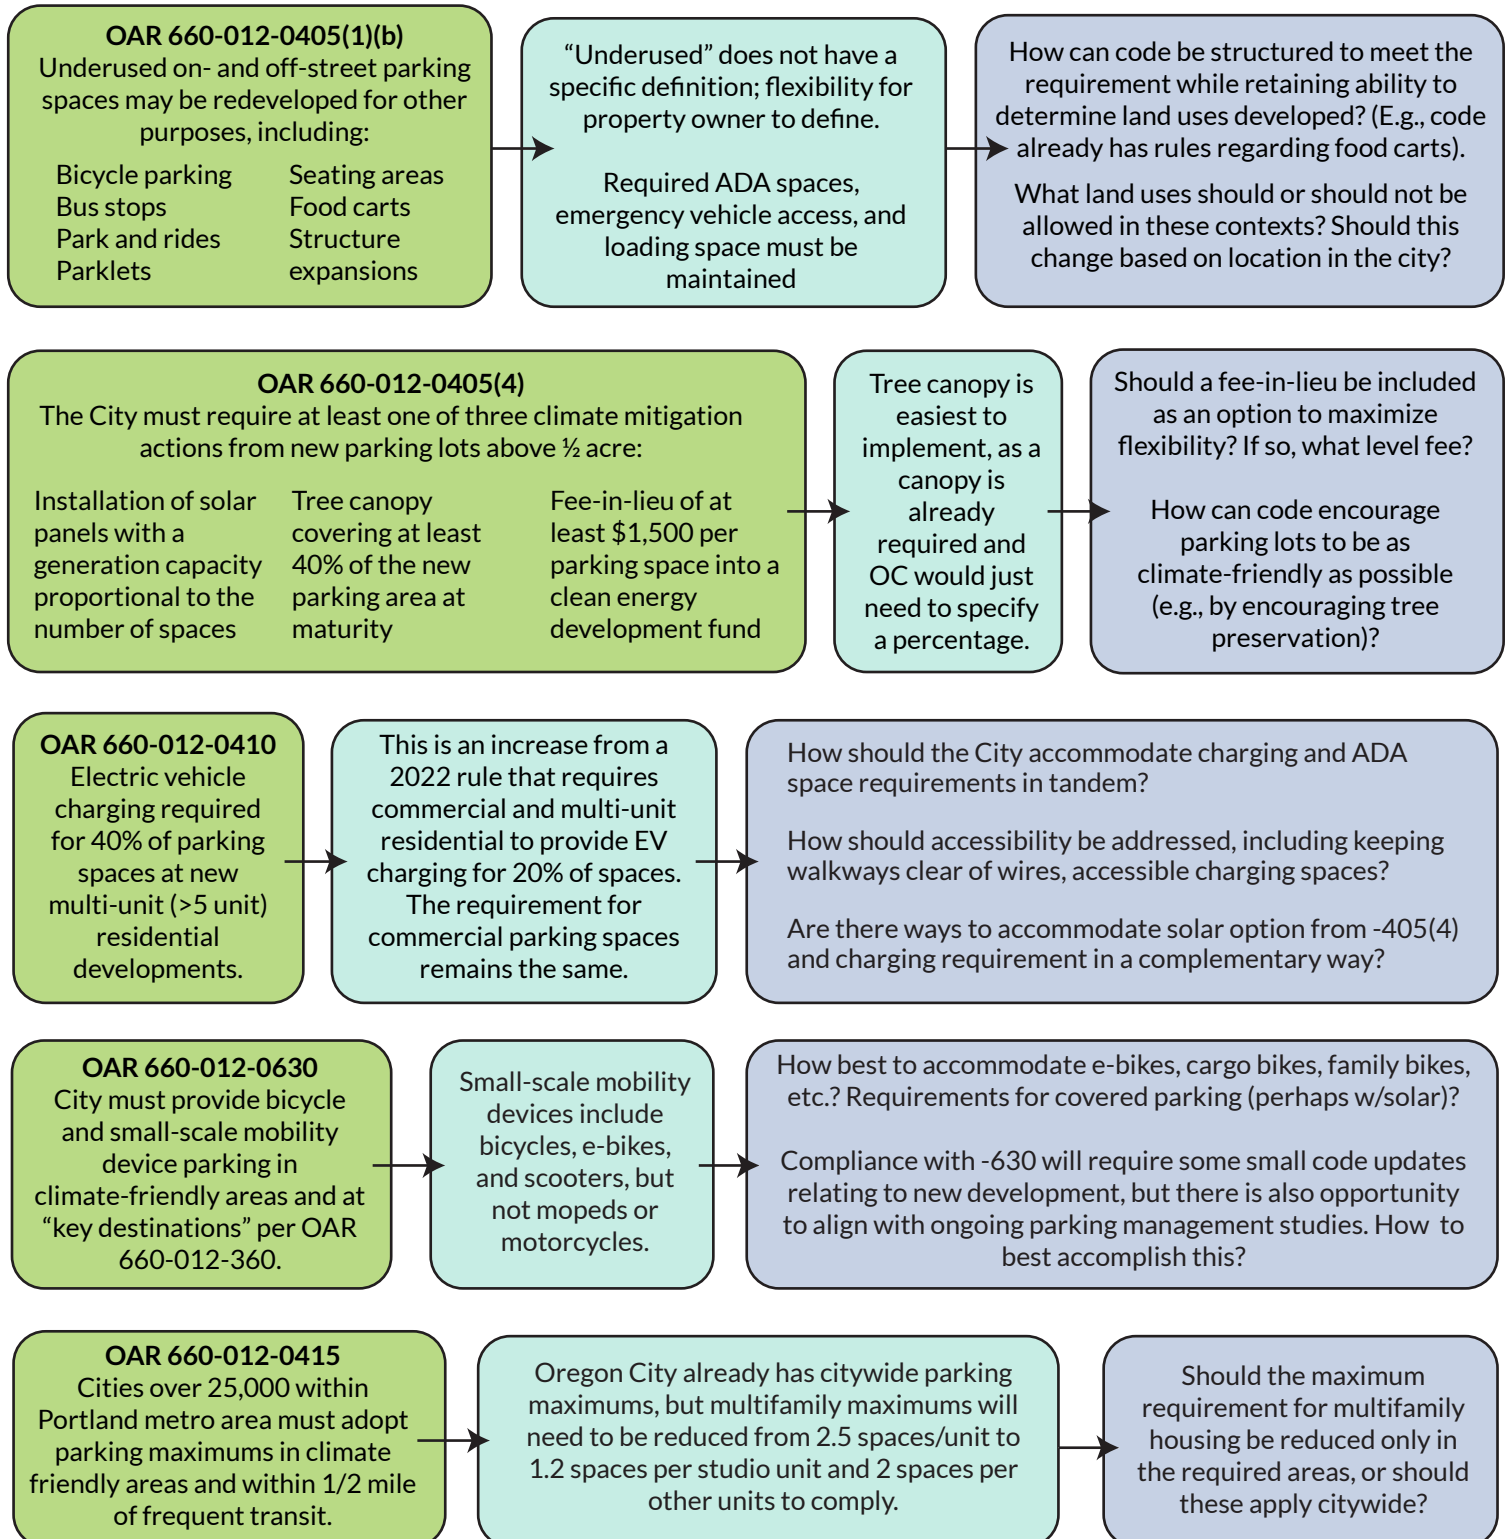 OAR 660-012-0405(1)(b)
Underused on- and off-street parking
spaces may be redeveloped for other
purposes, including:
Bicycle parking
Bus stops
Park and rides
Parklets
Seating areas
Food carts
Structure
expansions
“Underused” does not have a
specific definition; flexibility for
property owner to define.
Required ADA spaces,
emergency vehicle access, and
loading space must be
maintained
How can code be structured to meet the
requirement while retaining ability to
determine land uses developed? (E.g., code
already has rules regarding food carts).
What land uses should or should not be
allowed in these contexts? Should this
change based on location in the city?
OAR 660-012-0405(4)
The City must require at least one of three climate mitigation
actions from new parking lots above ½ acre:
Installation of solar
panels with a
generation capacity
proportional to the
number of spaces
Tree canopy
covering at least
40% of the new
parking area at
maturity
Fee-in-lieu of at
least $1,500 per
parking space into a
clean energy
development fund
Tree canopy is
easiest to
implement, as a
canopy is
already
required and
OC would just
need to specify
a percentage.
Should a fee-in-lieu be included
as an option to maximize
flexibility? If so, what level fee?
How can code encourage
parking lots to be as
climate-friendly as possible
(e.g., by encouraging tree
preservation)?
OAR 660-012-0410
Electric vehicle
charging required
for 40% of parking
spaces at new
multi-unit (>5 unit)
residential
developments.
This is an increase from a
2022 rule that requires
commercial and multi-unit
residential to provide EV
charging for 20% of spaces.
The requirement for
commercial parking spaces
remains the same.
How should the City accommodate charging and ADA
space requirements in tandem?
How should accessibility be addressed, including keeping
walkways clear of wires, accessible charging spaces?
Are there ways to accommodate solar option from -405(4)
and charging requirement in a complementary way?
OAR 660-012-0630
City must provide bicycle
and small-scale mobility
device parking in
climate-friendly areas and at
“key destinations” per OAR
660-012-360.
Small-scale mobility
devices include
bicycles, e-bikes,
and scooters, but
not mopeds or
motorcycles.
How best to accommodate e-bikes, cargo bikes, family bikes,
etc.? Requirements for covered parking (perhaps w/solar)?
Compliance with -630 will require some small code updates
relating to new development, but there is also opportunity
to align with ongoing parking management studies. How to
best accomplish this?
OAR 660-012-0415
Cities over 25,000 within
Portland metro area must adopt
parking maximums in climate
friendly areas and within 1/2 mile
of frequent transit.
Oregon City already has citywide parking
maximums, but multifamily maximums will
need to be reduced from 2.5 spaces/unit to
1.2 spaces per studio unit and 2 spaces per
other units to comply.
Should the maximum
requirement for multifamily
housing be reduced only in
the required areas, or should
these apply citywide?